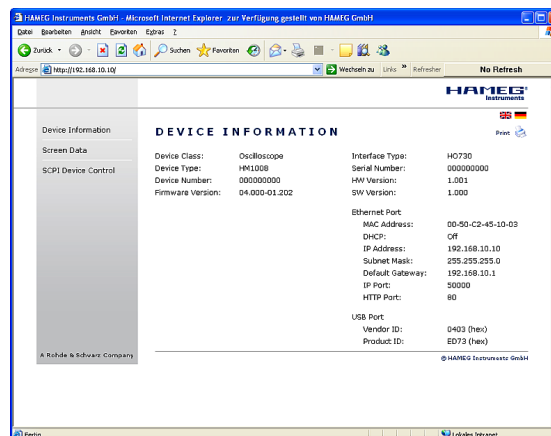 HAMEG Instruments GmbH - Microsoft Internet Explorer zur Verfügung gestellt von HAMEG GmbH
Datei Bearbeiten Ansicht Favoriten Extras ?
Zurück Suchen Favoriten
Adresse http://192.168.10.10/ Wechseln zu Links » Refresher No Refresh
HAMEG
Instruments
Device Information
Screen Data
SCPI Device Control
DEVICE INFORMATION
Print
Device Class: Oscilloscope
Device Type: HM1008
Device Number: 000000000
Firmware Version: 04.000-01.202
Interface Type: HO730
Serial Number: 000000000
HW Version: 1.001
SW Version: 1.000
Ethernet Port
MAC Address: 00-50-C2-45-10-03
DHCP: Off
IP Address: 192.168.10.10
Subnet Mask: 255.255.255.0
Default Gateway: 192.168.10.1
IP Port: 50000
HTTP Port: 80
USB Port
Vendor ID: 0403 (hex)
Product ID: ED73 (hex)
A Rohde & Schwarz Company
© HAMEG Instruments GmbH
Fertig Lokales Intranet